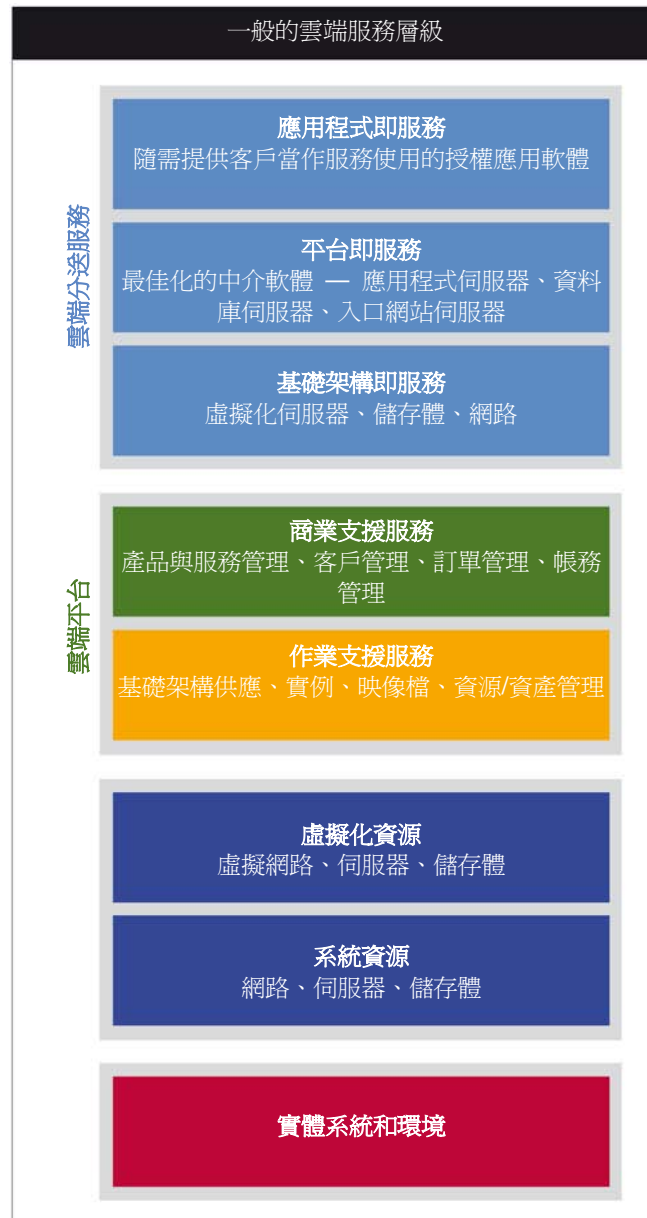 一般的雲端服務層級
雲端分送服務
應用程式即服務
隨需提供客戶當作服務使用的授權應用軟體
平台即服務
最佳化的中介軟體 — 應用程式伺服器、資料
庫伺服器、入口網站伺服器
基礎架構即服務
虛擬化伺服器、儲存體、網路
雲端平台
商業支援服務
產品與服務管理、客戶管理、訂單管理、帳務
管理
作業支援服務
基礎架構供應、實例、映像檔、資源/資產管理
虛擬化資源
虛擬網路、伺服器、儲存體
系統資源
網路、伺服器、儲存體
實體系統和環境